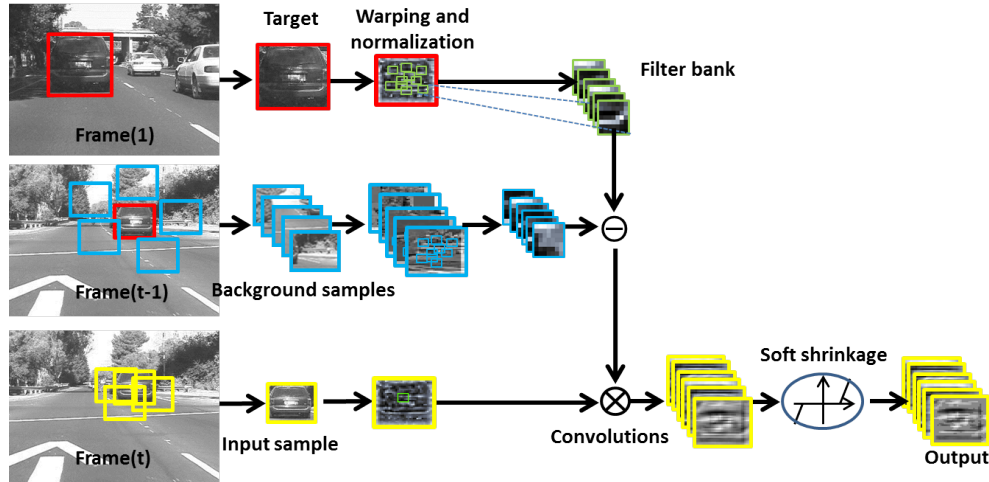 Target
Warping and
normalization
Filter bank
Frame(1)
Frame(t-1)
Background samples
Soft shrinkage
Input sample
Convolutions
Frame(t)
Output